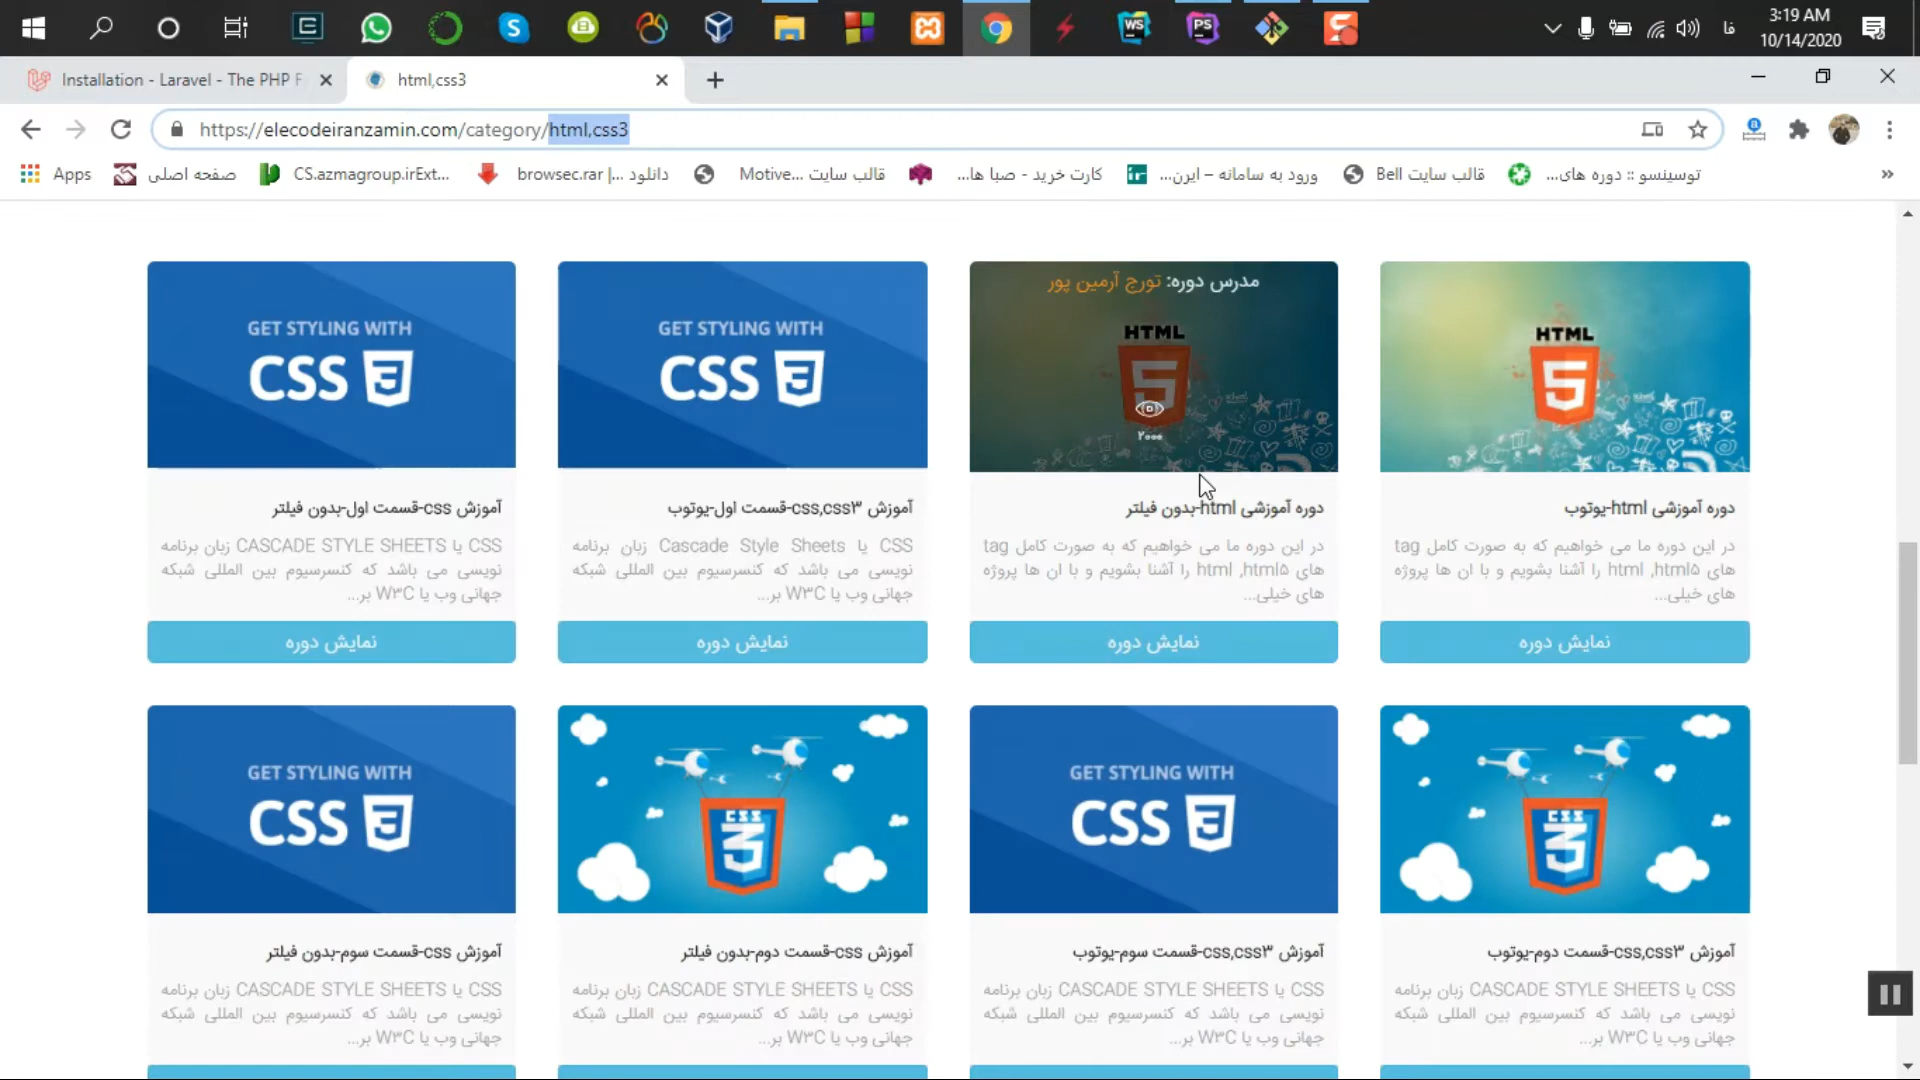 فا
3:19 AM
10/14/2020
Installation - Laravel - The PHP F
html,css3
https://elecodeiranzamin.com/category/html,css3
Apps
صفحه اصلی
CS.azmagroup.irExt...
دانلود ...| browsec.rar
قالب سایت ...Motive
کارت خرید - صبا ها...
ورود به سامانه – ایرن...
قالب سایت Bell
توسینسو :: دوره های...
مدرس دوره: تورج آرمین پور
HTML
5
۲۰۰۰
HTML
5
GET STYLING WITH
CSS 3
GET STYLING WITH
CSS 3
دوره آموزشی html-یوتوب
در این دوره ما می خواهیم که به صورت کامل tag
های html ,html۵ را آشنا بشویم و با ان ها پروژه
های خیلی...
نمایش دوره
دوره آموزشی html-بدون فیلتر
در این دوره ما می خواهیم که به صورت کامل tag
های html ,html۵ را آشنا بشویم و با ان ها پروژه
های خیلی...
نمایش دوره
آموزش css,css۳-قسمت اول-یوتوب
CSS یا Cascade Style Sheets زبان برنامه
نویسی می باشد که کنسرسیوم بین المللی شبکه
جهانی وب یا W۳C بر...
نمایش دوره
آموزش css-قسمت اول-بدون فیلتر
CSS یا CASCADE STYLE SHEETS زبان برنامه
نویسی می باشد که کنسرسیوم بین المللی شبکه
جهانی وب یا W۳C بر...
نمایش دوره
CSS
3
GET STYLING WITH
CSS 3
CSS
3
GET STYLING WITH
CSS 3
آموزش css,css۳-قسمت دوم-یوتوب
CSS یا CASCADE STYLE SHEETS زبان برنامه
نویسی می باشد که کنسرسیوم بین المللی شبکه
جهانی وب یا W۳C بر...
آموزش css,css۳-قسمت سوم-یوتوب
CSS یا CASCADE STYLE SHEETS زبان برنامه
نویسی می باشد که کنسرسیوم بین المللی شبکه
جهانی وب یا W۳C بر...
آموزش css-قسمت دوم-بدون فیلتر
CSS یا CASCADE STYLE SHEETS زبان برنامه
نویسی می باشد که کنسرسیوم بین المللی شبکه
جهانی وب یا W۳C بر...
آموزش css-قسمت سوم-بدون فیلتر
CSS یا CASCADE STYLE SHEETS زبان برنامه
نویسی می باشد که کنسرسیوم بین المللی شبکه
جهانی وب یا W۳C بر...